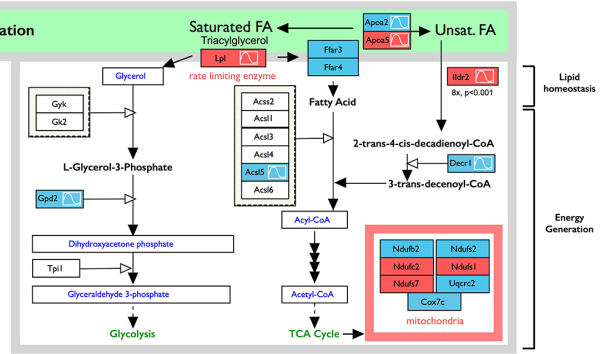 ation
Saturated FA
Triacylglycerol
Apoa2
Apoa5
Unsat. FA
Lpl
rate limiting enzyme
Ffar3
Ffar4
Ildr2
8x, p<0.001
Lipid
homeostasis
Glycerol
Gyk
Gk2
Acss2
Acsl1
Acsl3
Acsl4
Acsl5
Acsl6
Fatty Acid
2-trans-4-cis-decadienoyl-CoA
Decr1
3-trans-decenoyl-CoA
L-Glycerol-3-Phosphate
Gpd2
Energy
Generation
Acyl-CoA
Dihydroxyacetone phosphate
Tpi1
Glyceraldehyde 3-phosphate
Acetyl-CoA
Ndufb2
Ndufs2
Ndufc2
Ndufs1
Ndufs7
Uqcrc2
Cox7c
mitochondria
Glycolysis
TCA Cycle